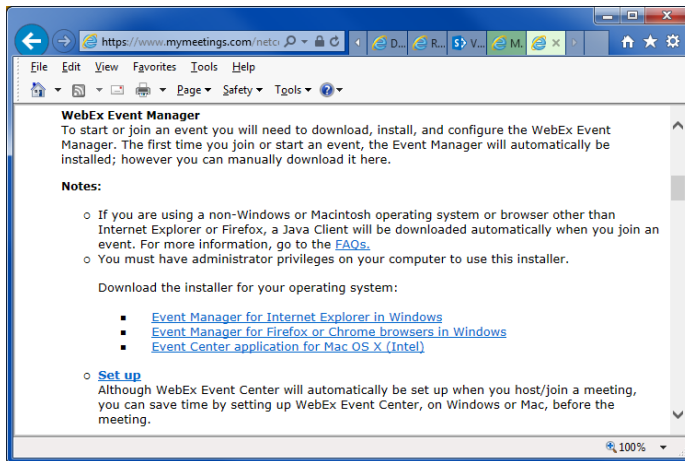 https://www.mymeetings.com/netc
D...
R...
V...
M.
File Edit View Favorites Tools Help
Page Safety Tools
WebEx Event Manager
To start or join an event you will need to download, install, and configure the WebEx Event
Manager. The first time you join or start an event, the Event Manager will automatically be
installed; however you can manually download it here.
Notes:
If you are using a non-Windows or Macintosh operating system or browser other than
Internet Explorer or Firefox, a Java Client will be downloaded automatically when you join an
event. For more information, go to the FAQs.
You must have administrator privileges on your computer to use this installer.
Download the installer for your operating system:
Event Manager for Internet Explorer in Windows
Event Manager for Firefox or Chrome browsers in Windows
Event Center application for Mac OS X (Intel)
Set up
Although WebEx Event Center will automatically be set up when you host/join a meeting,
you can save time by setting up WebEx Event Center, on Windows or Mac, before the
meeting.
100%